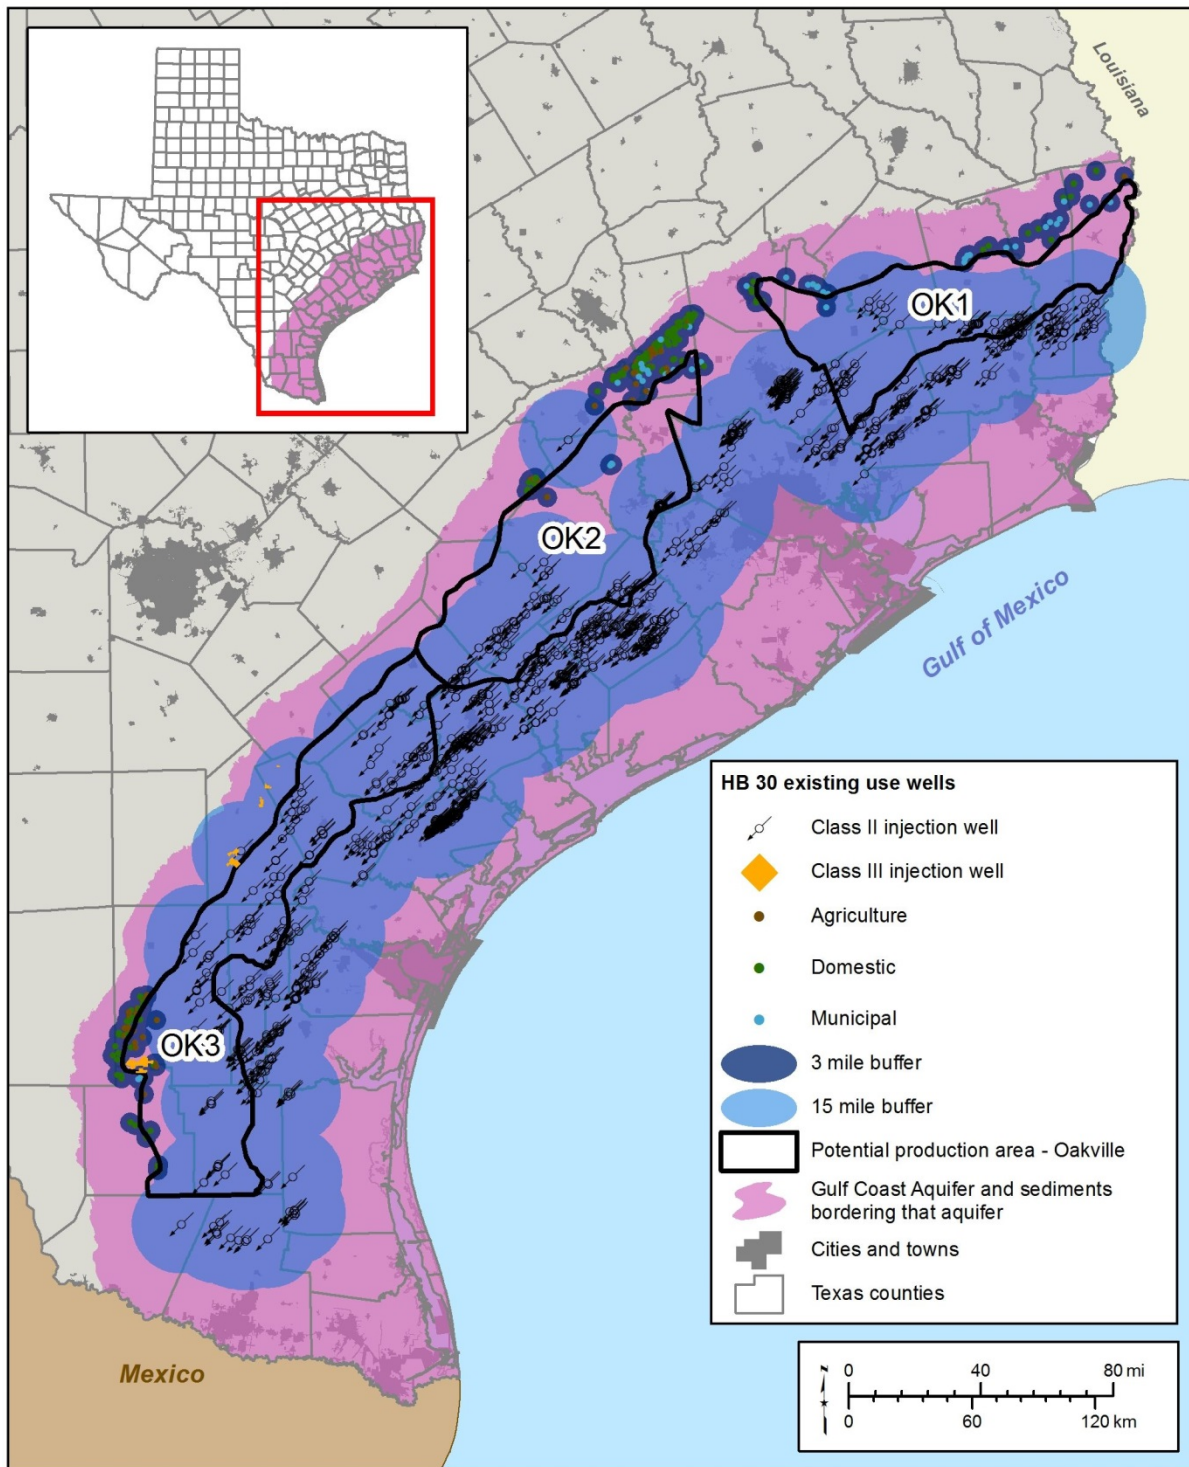 Louisiana
OK1
OK2
Gulf of Mexico
OK3
Mexico
HB 30 existing use wells
Class II injection well
Class III injection well
Agriculture
Domestic
Municipal
3 mile buffer
15 mile buffer
Potential production area - Oakville
Gulf Coast Aquifer and sediments
bordering that aquifer
Cities and towns
Texas counties
N
0 40 80 mi
0 60 120 km